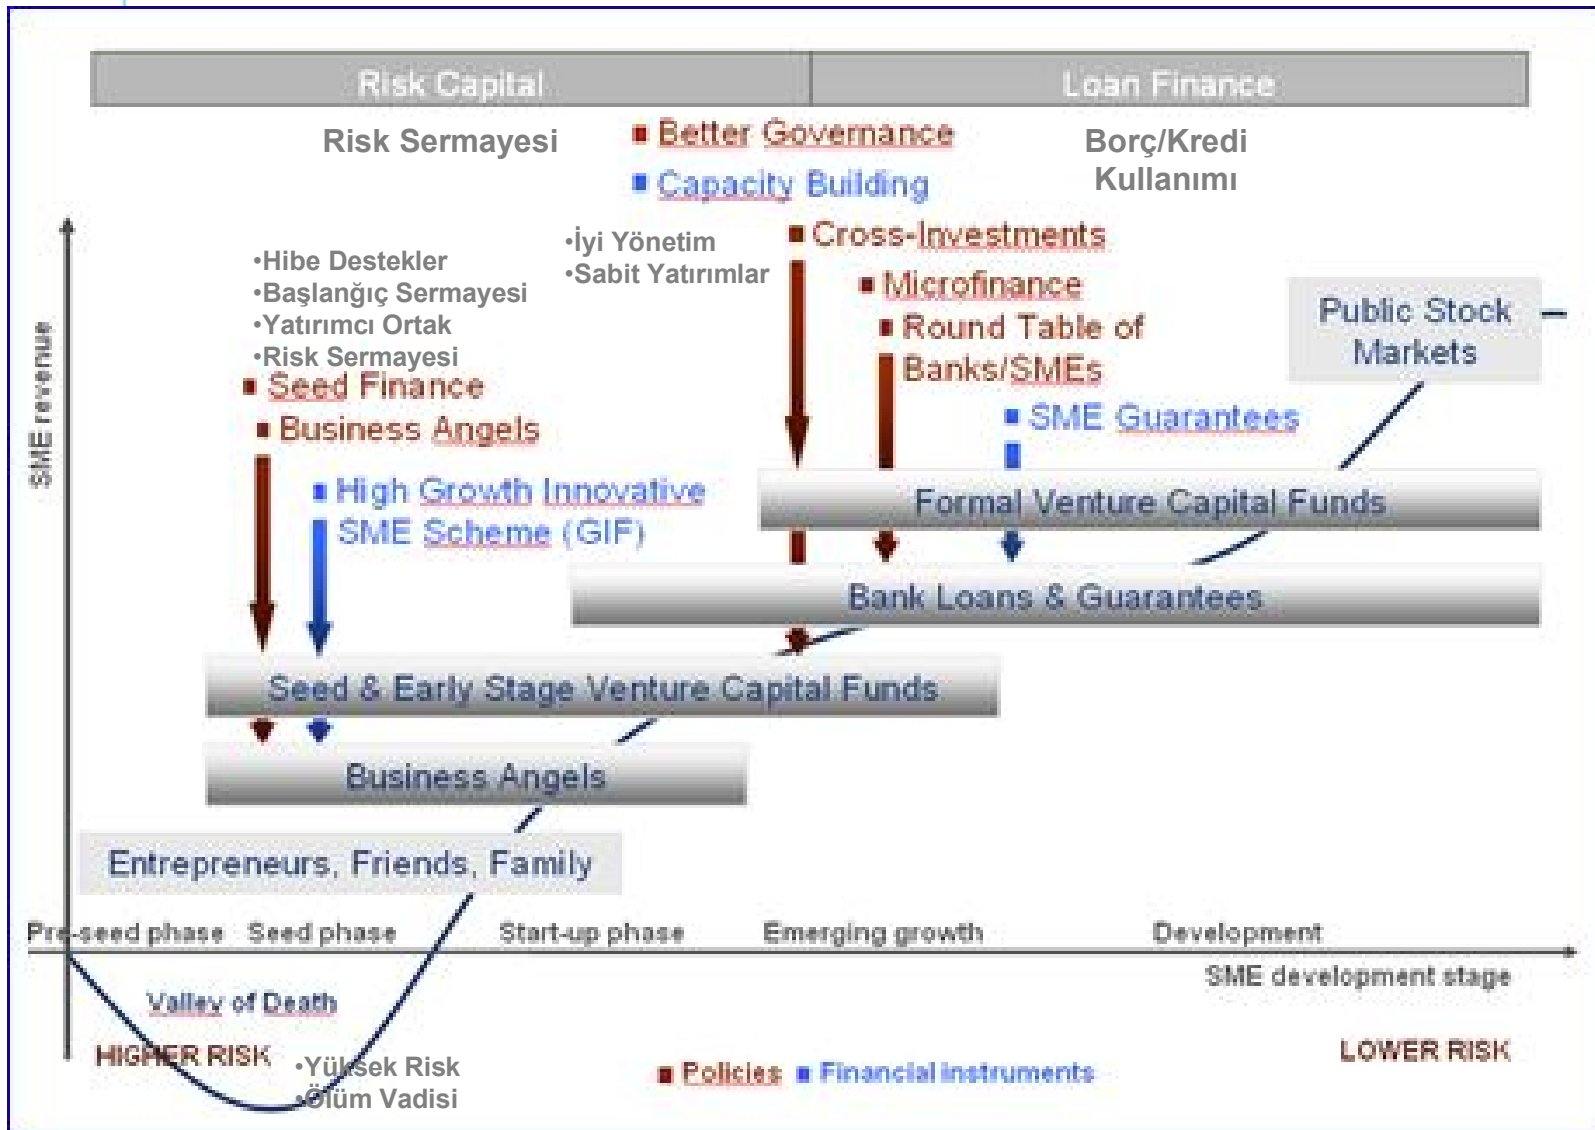 Risk Capital
Loan Finance
Risk Sermayesi
Borç/Kredi
Kullanımı
Better Governance
Capacity Building
Cross-Investments
Microfinance
Round Table of
Banks/SMEs
SME Guarantees
•İyi Yönetim
•Sabit Yatırımlar
•Hibe Destekler
•Başlanğıç Sermayesi
•Yatırımcı Ortak
•Risk Sermayesi
Seed Finance
Business Angels
High Growth Innovative
SME Scheme (GIF)
Public Stock
Markets
SME revenue
Formal Venture Capital Funds
Bank Loans & Guarantees
Seed & Early Stage Venture Capital Funds
Business Angels
Entrepreneurs, Friends, Family
Pre-seed phase
Seed phase
Start-up phase
Emerging growth
Development
SME development stage
Valley of Death
HIGHER RISK
LOWER RISK
•Yüksek Risk
•Ölüm Vadisi
Policies
Financial instruments